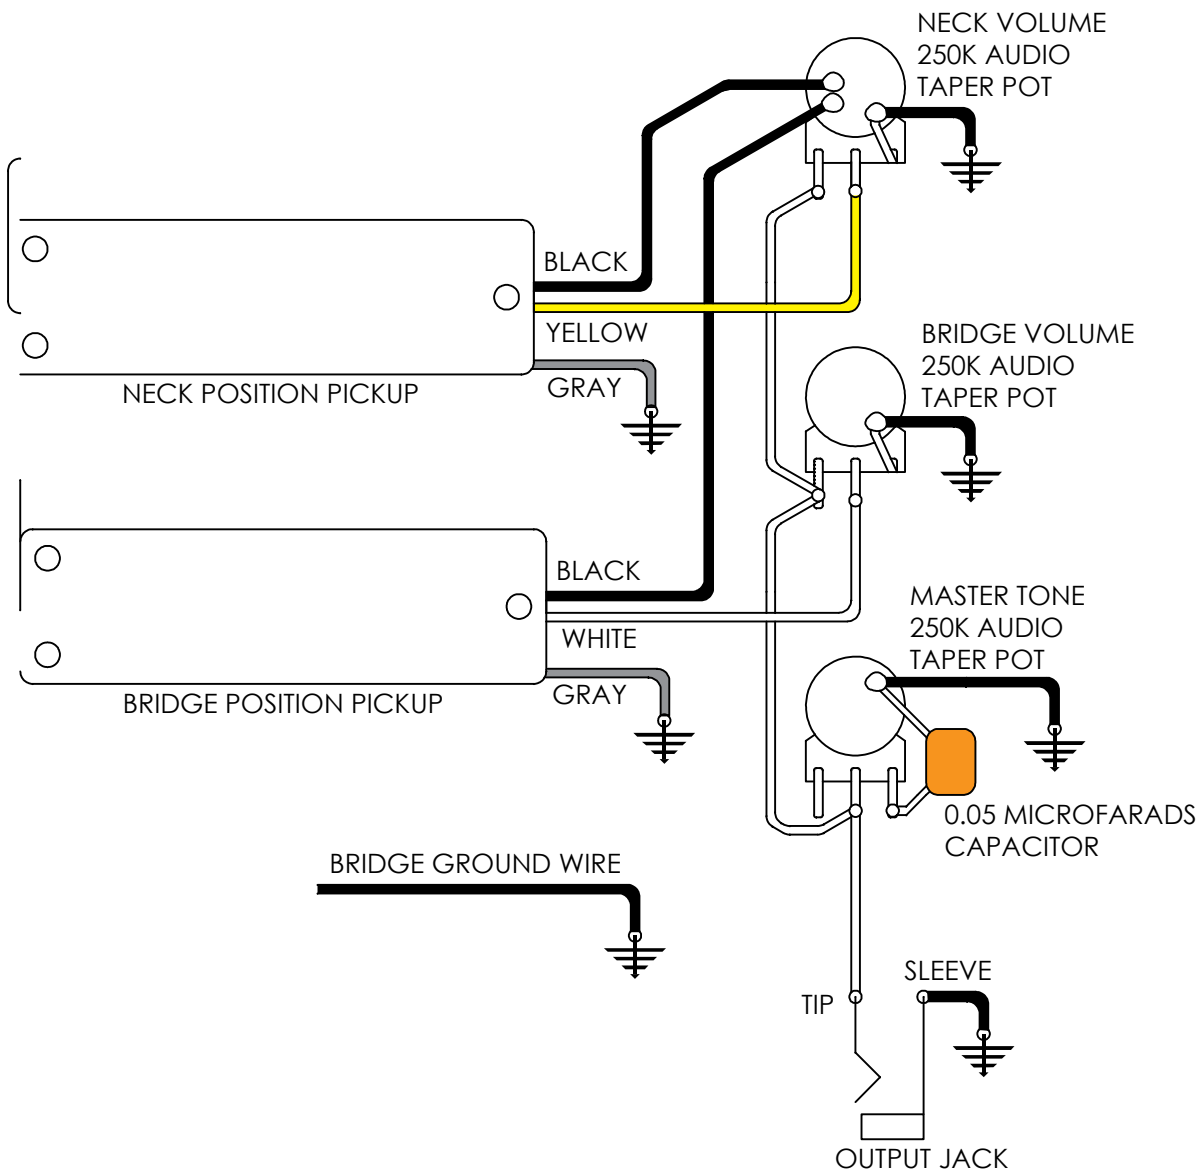 NECK VOLUME
250K AUDIO
TAPER POT
BLACK
YELLOW
GRAY
NECK POSITION PICKUP
BRIDGE VOLUME
250K AUDIO
TAPER POT
BLACK
WHITE
GRAY
BRIDGE POSITION PICKUP
MASTER TONE
250K AUDIO
TAPER POT
0.05 MICROFARADS
CAPACITOR
BRIDGE GROUND WIRE
SLEEVE
TIP
OUTPUT JACK